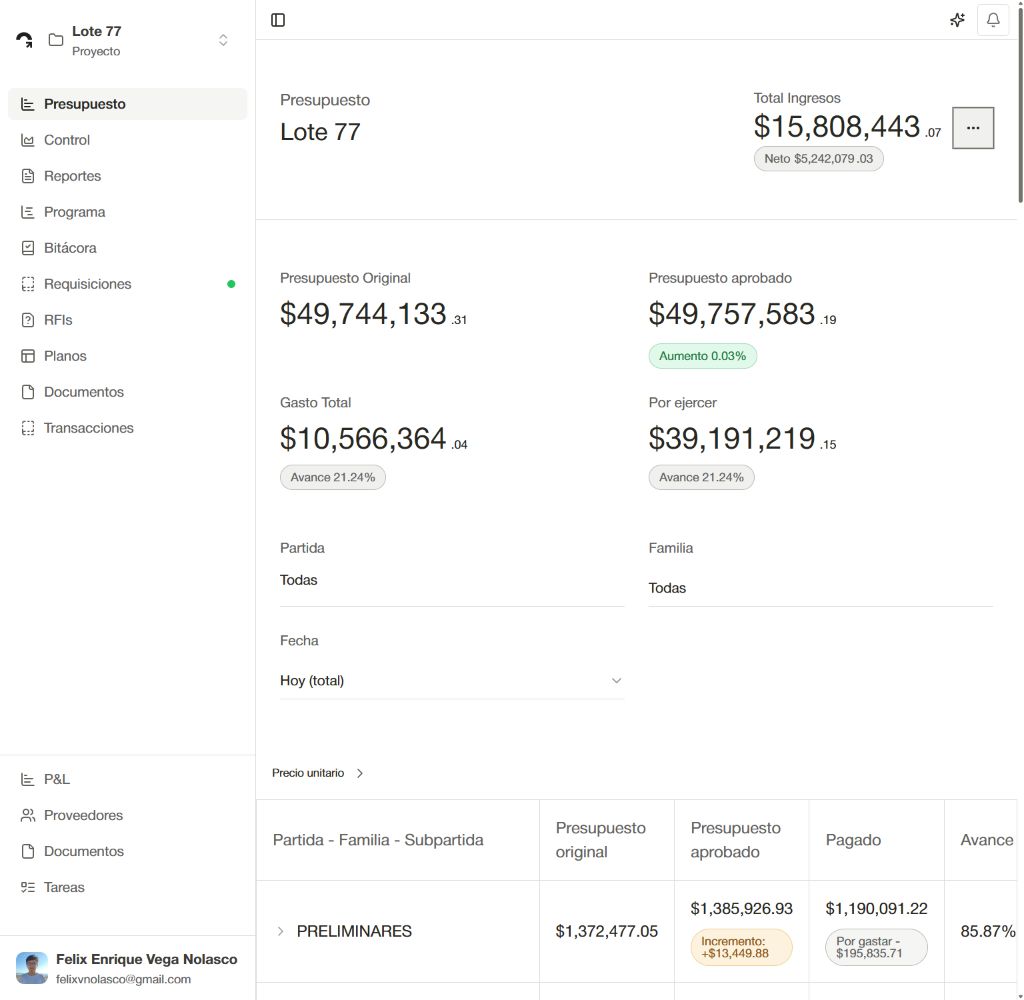 Lote 77
Proyecto
Presupuesto
Control
Reportes
Programa
Bitácora
Requisiciones
RFIs
Planos
Documentos
Transacciones
P&L
Proveedores
Documentos
Tareas
Felix Enrique Vega Nolasco
felixvnolasco@gmail.com
Presupuesto
Lote 77
Total Ingresos
$15,808,443 .07
Neto $5,242,079.03
Presupuesto Original
$49,744,133 .31
Presupuesto aprobado
$49,757,583 .19
Aumento 0.03%
Gasto Total
$10,566,364 .04
Avance 21.24%
Por ejercer
$39,191,219 .15
Avance 21.24%
Partida
Todas
Familia
Todas
Fecha
Hoy (total)
Precio unitario
Partida - Familia - Subpartida
Presupuesto
original
Presupuesto
aprobado
Pagado
Avance
PRELIMINARES
$1,372,477.05
$1,385,926.93
Incremento:
+$13,449.88
$1,190,091.22
Por gastar -
$195,835.71
85.87%